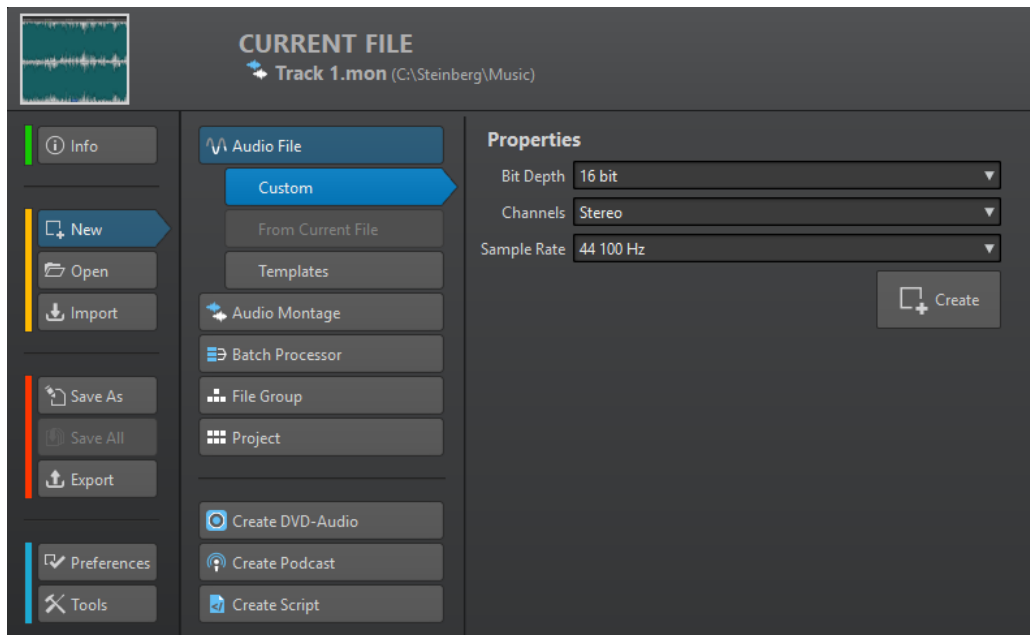 CURRENT FILE
Track 1.mon (C:\Steinberg\Music)
Info
New
Open
Import
Save As
Save All
Export
Preferences
Tools
Audio File
Custom
From Current File
Templates
Audio Montage
Batch Processor
File Group
Project
Create DVD-Audio
Create Podcast
Create Script
Properties
Bit Depth 16 bit
Channels Stereo
Sample Rate 44 100 Hz
Create